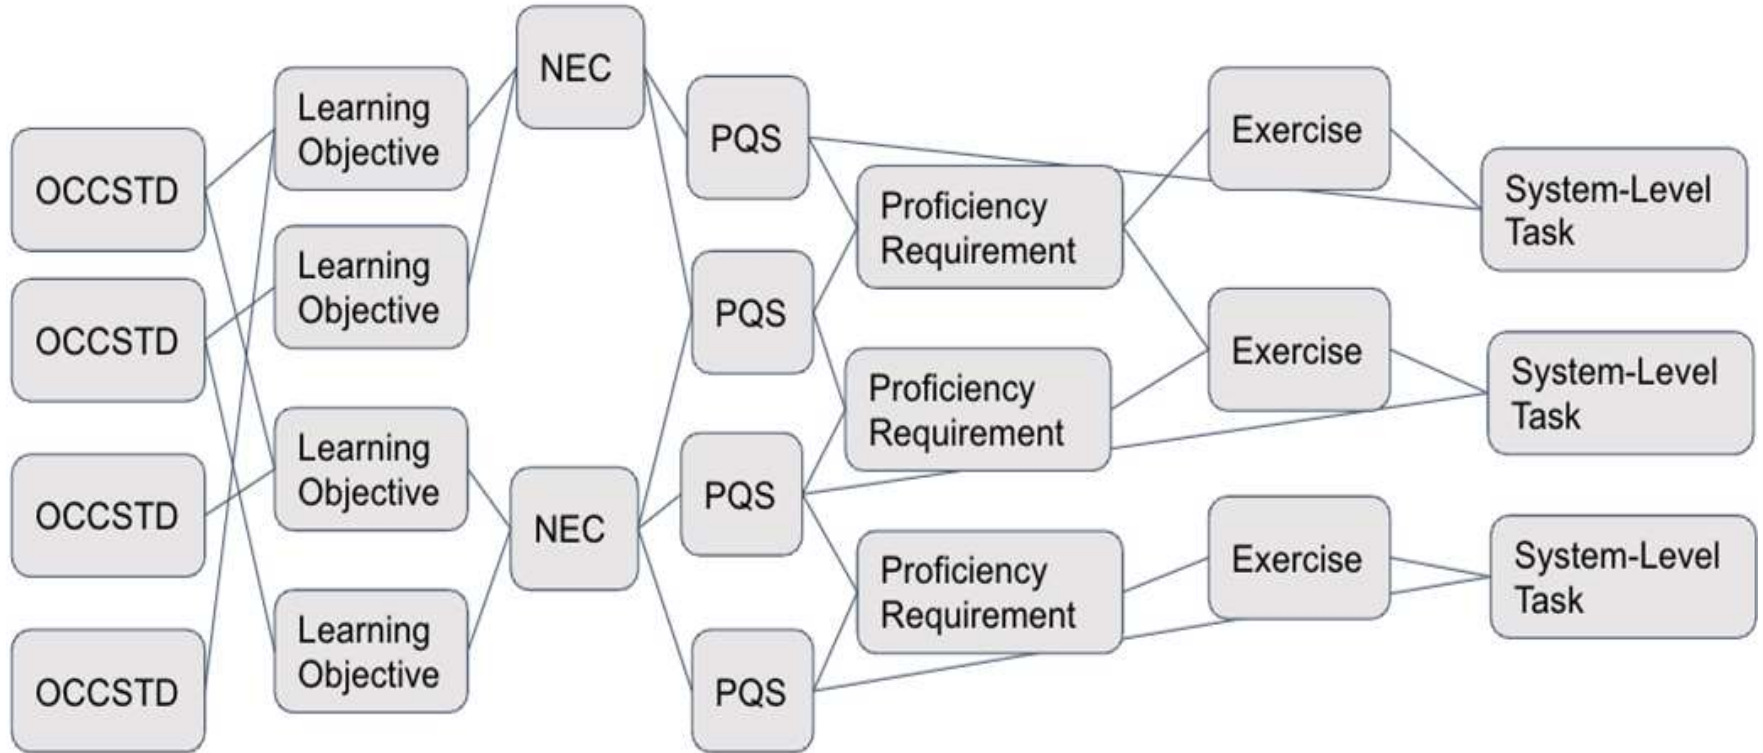 OCCSTD
OCCSTD
OCCSTD
OCCSTD
Learning
Objective
Learning
Objective
Learning
Objective
Learning
Objective
NEC
NEC
PQS
PQS
PQS
PQS
Proficiency
Requirement
Proficiency
Requirement
Proficiency
Requirement
Exercise
Exercise
Exercise
System-Level
Task
System-Level
Task
System-Level
Task